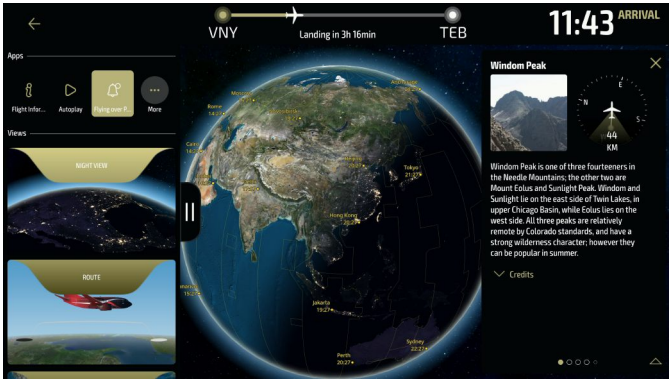 VNY
Landing in 3h 16min
TEB
11:43 ARRIVAL
Apps
Flight Infor...
Autoplay
Flying over P...
More
Views
NIGHT VIEW
ROUTE
Rome
14:27
Cairo
Tokyo
21:27
Hong Kong
20:27
Jakarta
19:27
Perth
20:27
Sydney
22:27
Windom Peak
N
E
S
44
KM
Windom Peak is one of three fourteeners in
the Needle Mountains; the other two are
Mount Eolus and Sunlight Peak. Windom and
Sunlight lie on the east side of Twin Lakes, in
upper Chicago Basin, while Eolus lies on the
west side. All three peaks are relatively
remote by Colorado standards, and have a
strong wilderness character; however they
can be popular in summer.
Credits